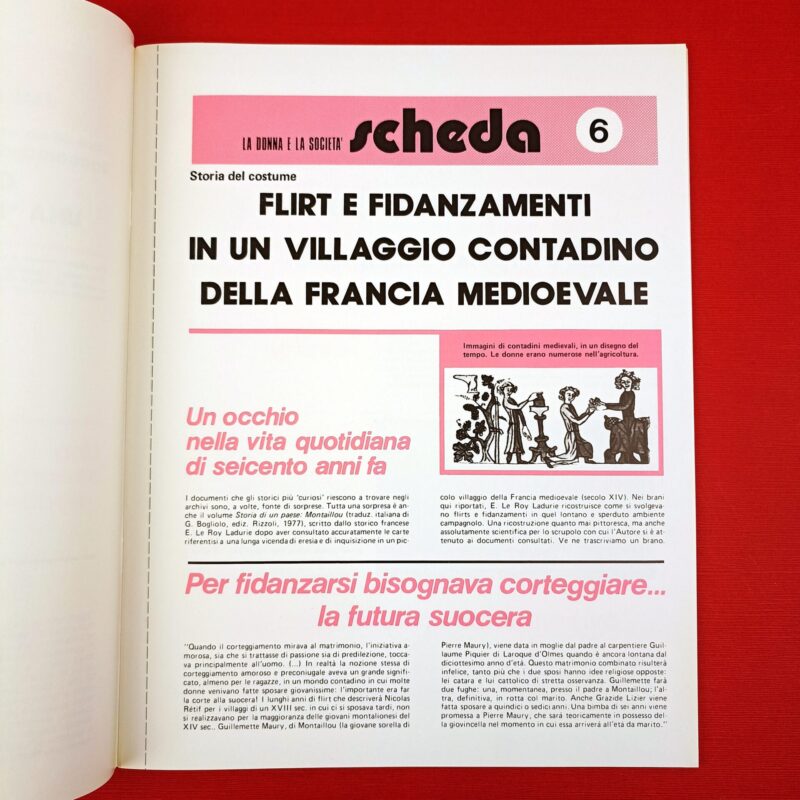 LA DONNA E LA SOCIETA' scheda 6
Storia del costume
FLIRT E FIDANZAMENTI
IN UN VILLAGGIO CONTADINO
DELLA FRANCIA MEDIOEVALE
Immagini di contadini medievali, in un disegno del
tempo. Le donne erano numerose nell'agricoltura.
Un occhio
nella vita quotidiana
di seicento anni fa
I documenti che gli storici più 'curiosi' riescono a trovare negli
archivi sono, a volte, fonte di sorprese. Tutta una sorpresa è an-
che il volume Storia di un paese: Montaillou (traduz. italiana di
G. Bogliolo, ediz. Rizzoli, 1977), scritto dallo storico francese
E. Le Roy Ladurie dopo aver consultato accuratamente le carte
riferentisi a una lunga vicenda di eresia e di inquisizione in un pic-
colo villaggio della Francia medioevale (secolo XIV). Nei brani
qui riportati, E. Le Roy Ladurie ricostruisce come si svolgeva-
no flirts e fidanzamenti in quel lontano e sperduto ambiente
campagnolo. Una ricostruzione quanto mai pittoresca, ma anche
assolutamente scientifica per lo scrupolo con cui l'Autore si è at-
tenuto ai documenti consultati. Ve ne trascriviamo un brano.
Per fidanzarsi bisognava corteggiare...
la futura suocera
"Quando il corteggiamento mirava al matrimonio, l'iniziativa a-
morosa, sia che si trattasse di passione sia di predilezione, tocca-
va principalmente all'uomo. (...) In realtà la nozione stessa di
corteggiamento amoroso e preconiugale aveva un grande signifi-
cato, almeno per le ragazze, in un mondo contadino in cui molte
donne venivano fatte sposare giovanissime: l'importante era far
la corte alla suocera! I lunghi anni di flirt che descriverà Nicolas
Rétif per i villaggi di un XVIII sec. in cui ci si sposava tardi, non
si realizzavano per la maggioranza delle giovani montalionesi del
XIV sec.. Guillemette Maury, di Montaillou (la giovane sorella di
Pierre Maury), viene data in moglie dal carpentiere Guil-
laume Piquier di Laroque d'Olmes quando è ancora lontana dal
diciottesimo anno d'età. Questo matrimonio combinato risulterà
infelice, tanto più che i due sposi hanno idee religiose opposte:
lei catara e lui cattolico di stretta osservanza. Guillemette farà
due fughe: una, momentanea, presso il padre a Montaillou; l'al-
tra, definitiva, in rotta col marito. Anche Grazide Lizier viene
fatta sposare a quindici o sedici anni. Una bimba di sei anni viene
promessa a Pierre Maury, che sarà teoricamente in possesso del-
la giovincella nel momento in cui essa arriverà all'età da marito."